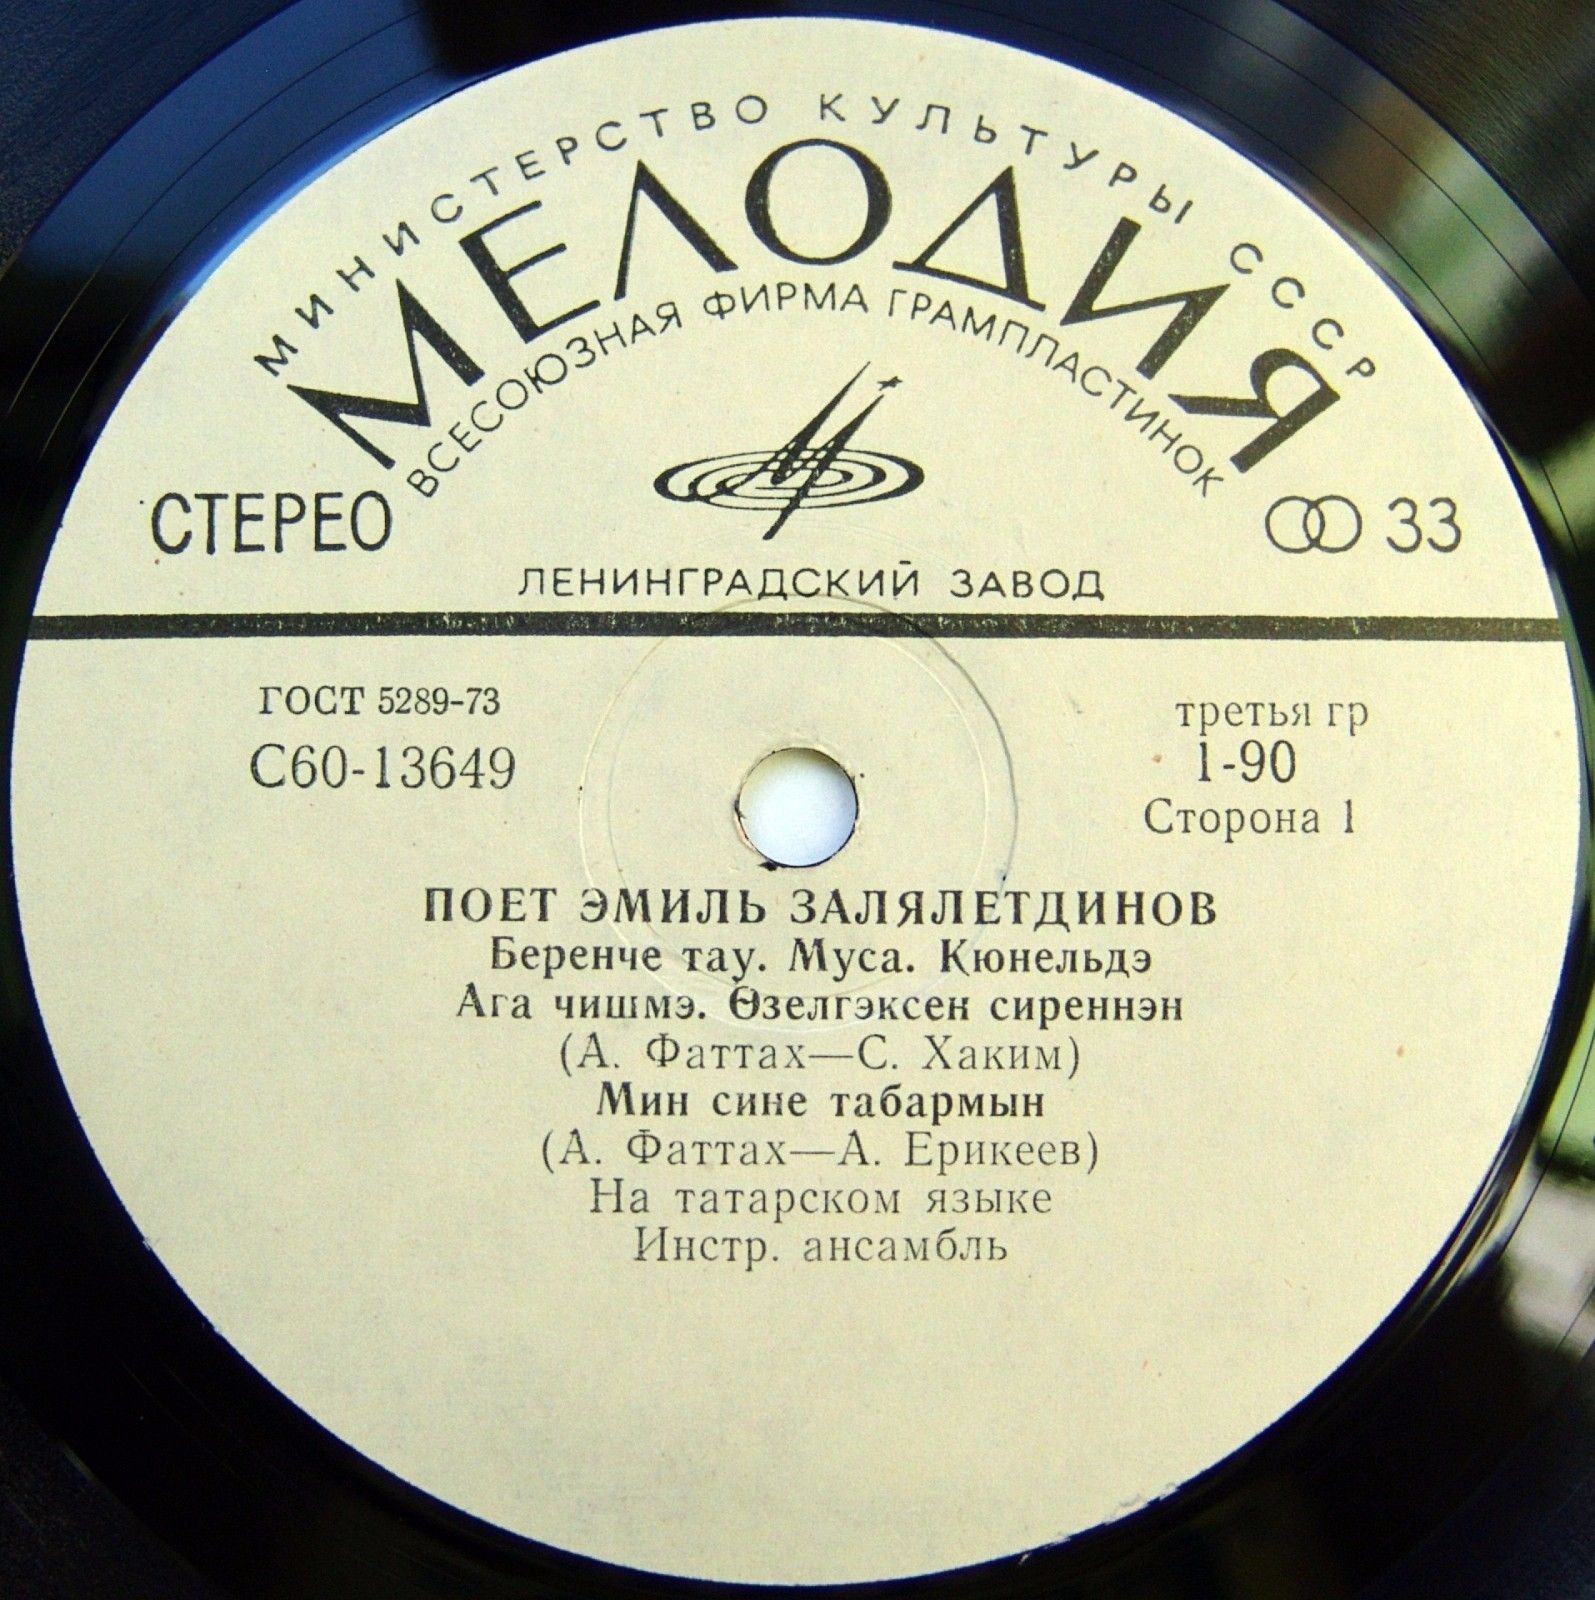 МИНИСТЕРСТВО КУЛЬТУРЫ СССР
МЕЛОДИЯ
ВСЕСОЮЗНАЯ ФИРМА ГРАМПЛАСТИНОК
СТЕРЕО
33
ЛЕНИНГРАДСКИЙ ЗАВОД
ГОСТ 5289-73
третья гр
С60-13649
1-90
Сторона 1
ПОЕТ ЭМИЛЬ ЗАЛЯЛЕТДИНОВ
Беренче тау. Муса. Кюнельдэ
Ага чишмэ. Өзелгэксен сиреннэн
(А. Фаттах—С. Хаким)
Мин сине табармын
(А. Фаттах—А. Ерикеев)
На татарском языке
Инстр. ансамбль